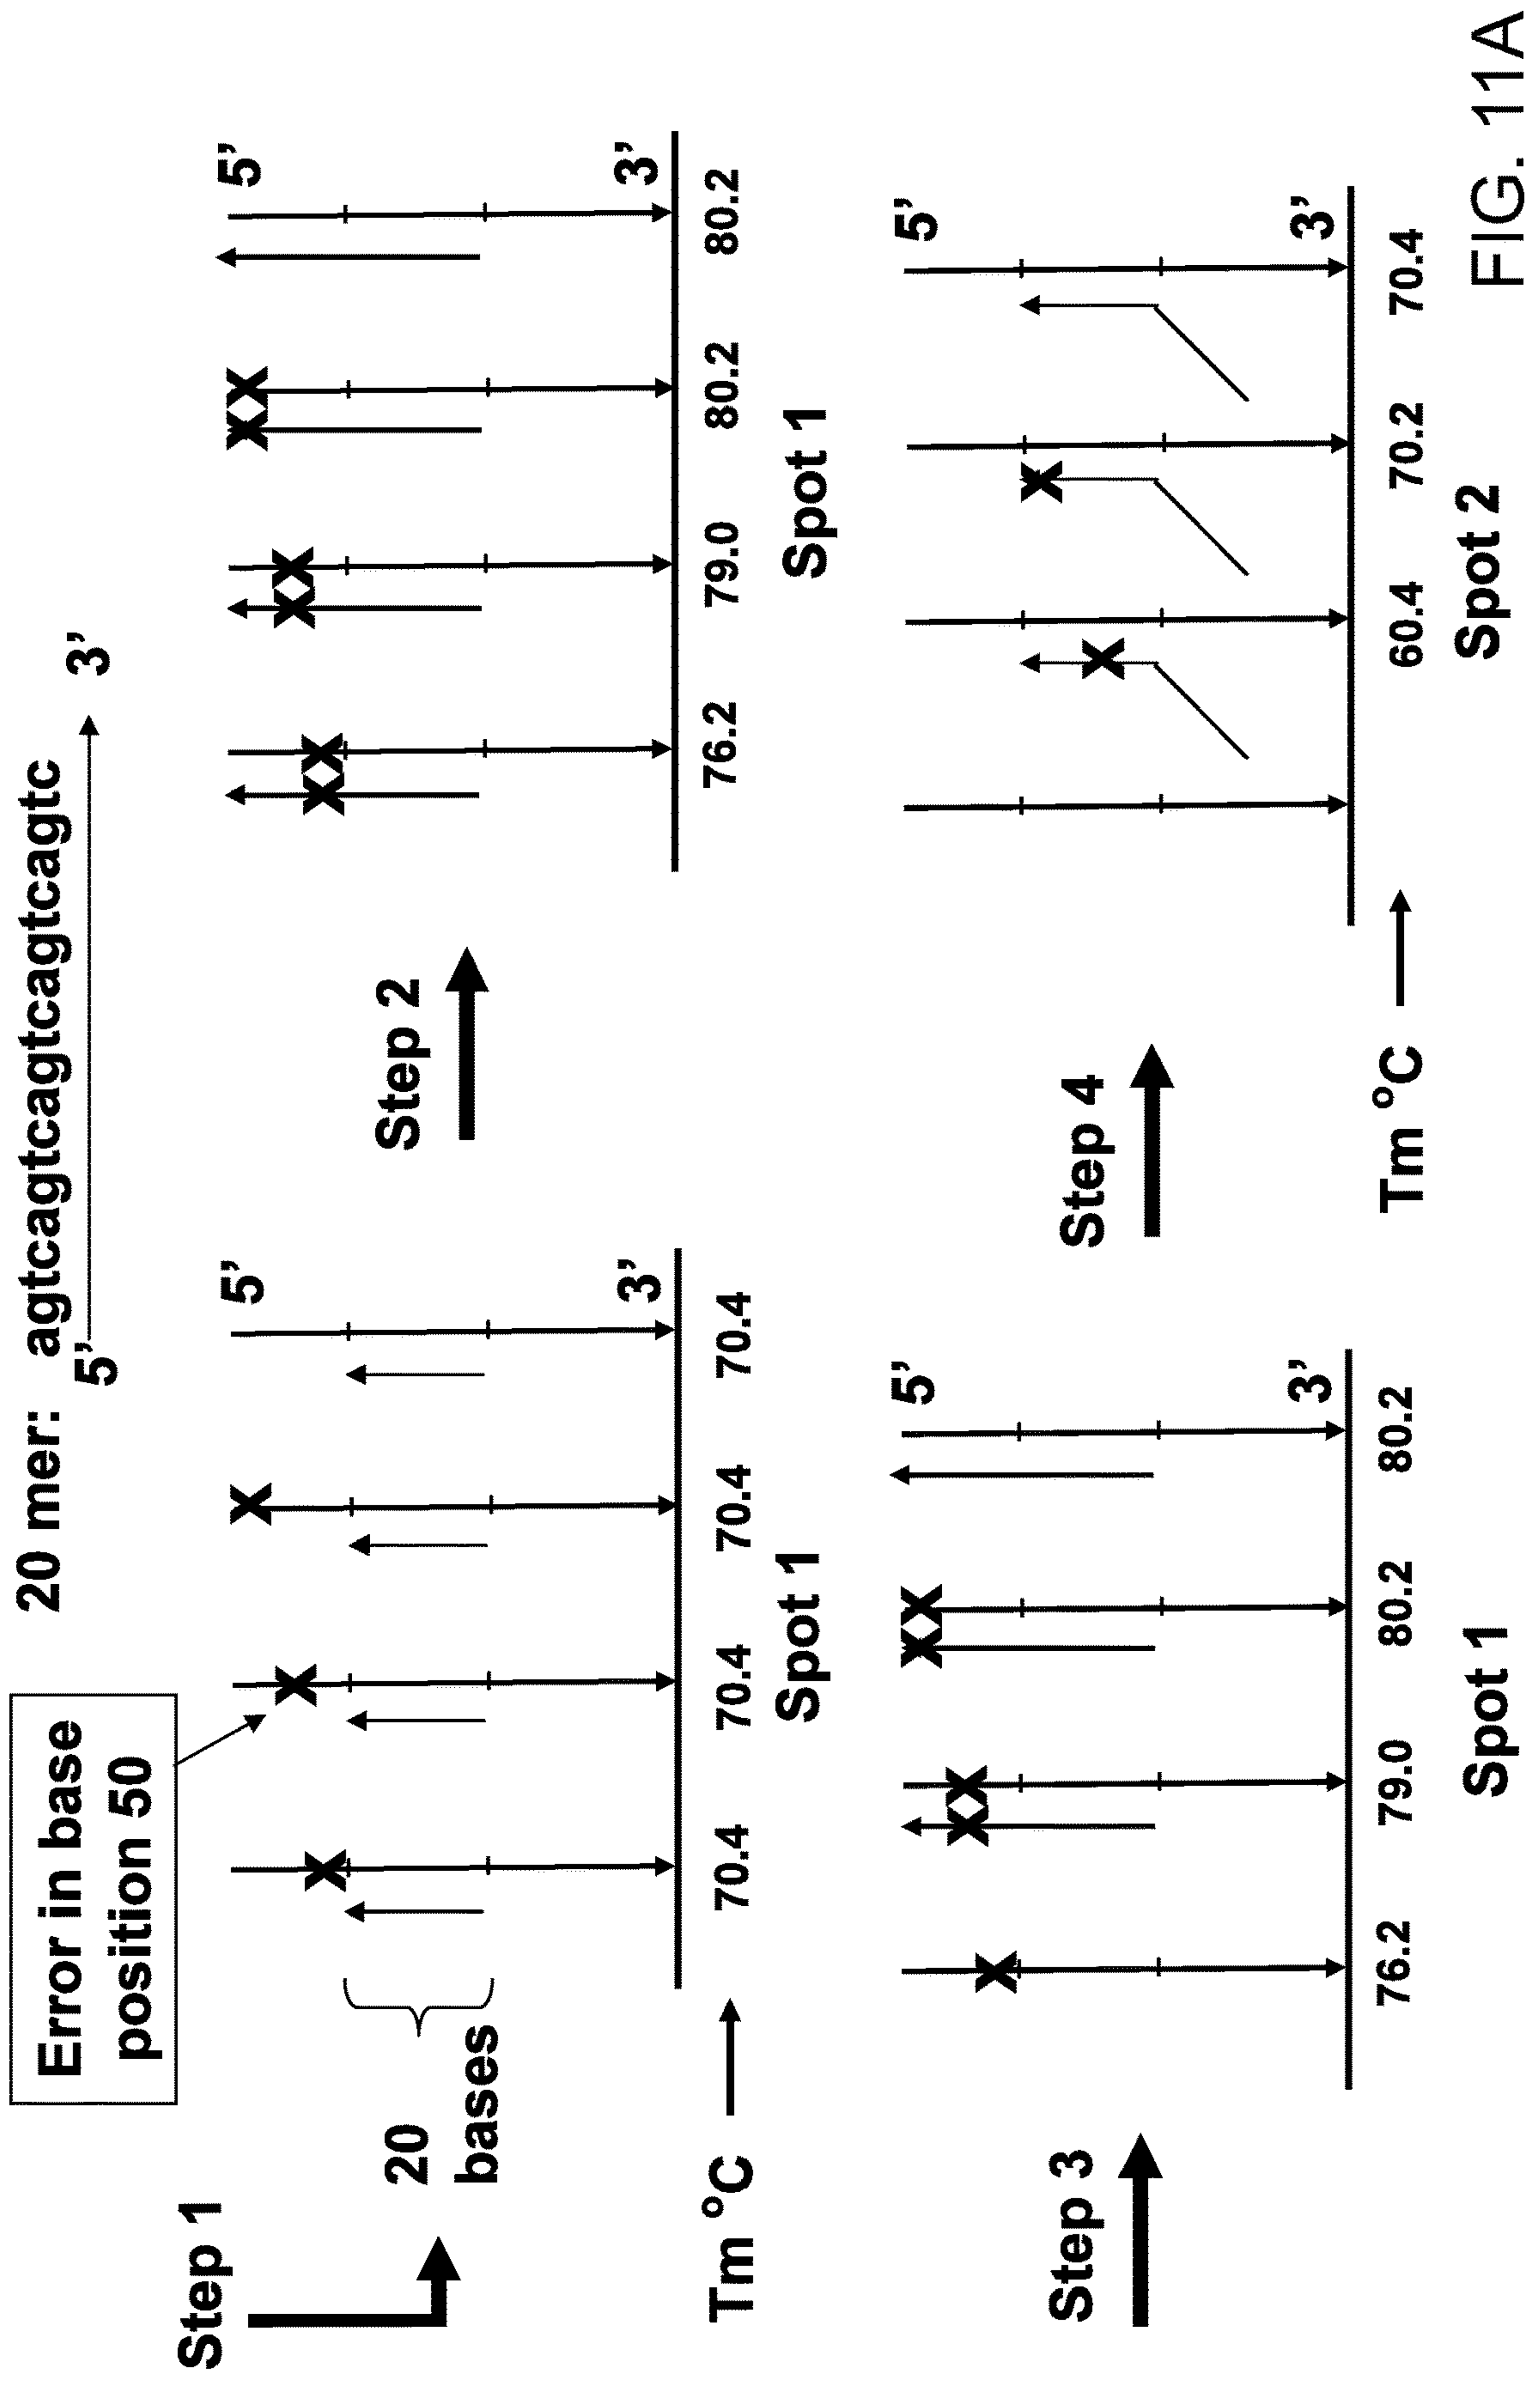 20 mer: agtcagtcagtcagtcagtc
5’ 3’
Error in base
position 50
Step 1
20
bases
5’
3’
Tm ºC
70.4 70.4 70.4 70.4
Spot 1
Step 2
5’
3’
76.2 79.0 80.2 80.2
Spot 1
Step 3
5’
3’
76.2 79.0 80.2 80.2
Spot 1
Step 4
5’
3’
Tm ºC
60.4 70.2 70.4
Spot 2
FIG. 11A